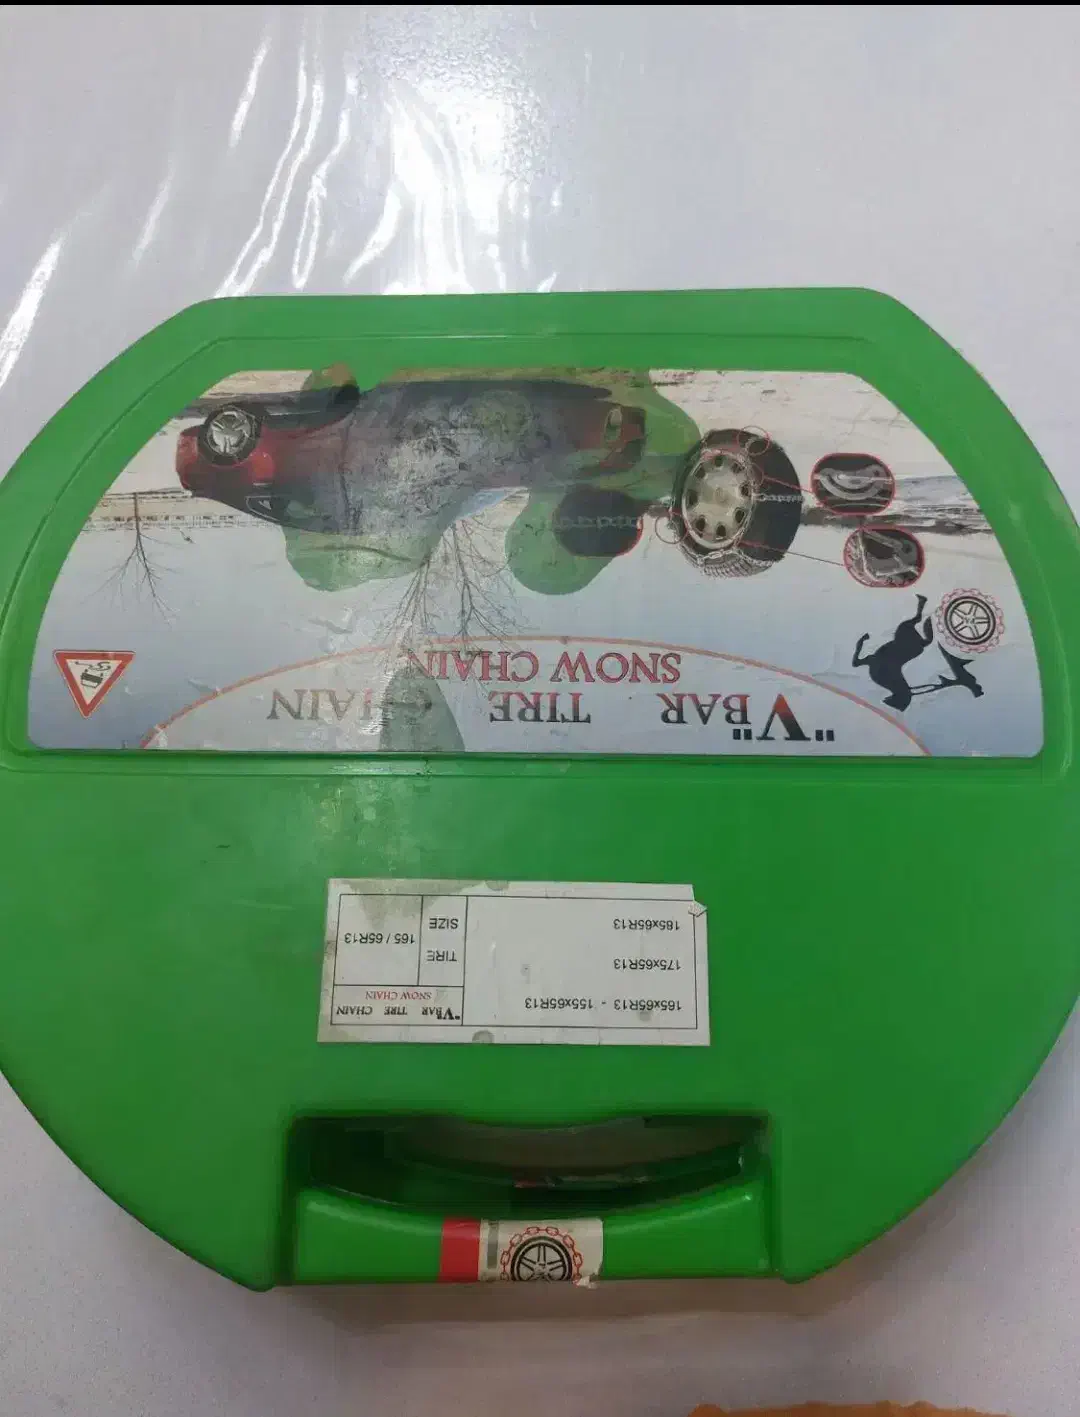 "V" BAR TIRE CHAIN
SNOW CHAIN
"V" BAR TIRE CHAIN
SNOW CHAIN
TIRE
SIZE
165 / 65R13
165x65R13 - 155x65R13
175x65R13
185x65R13